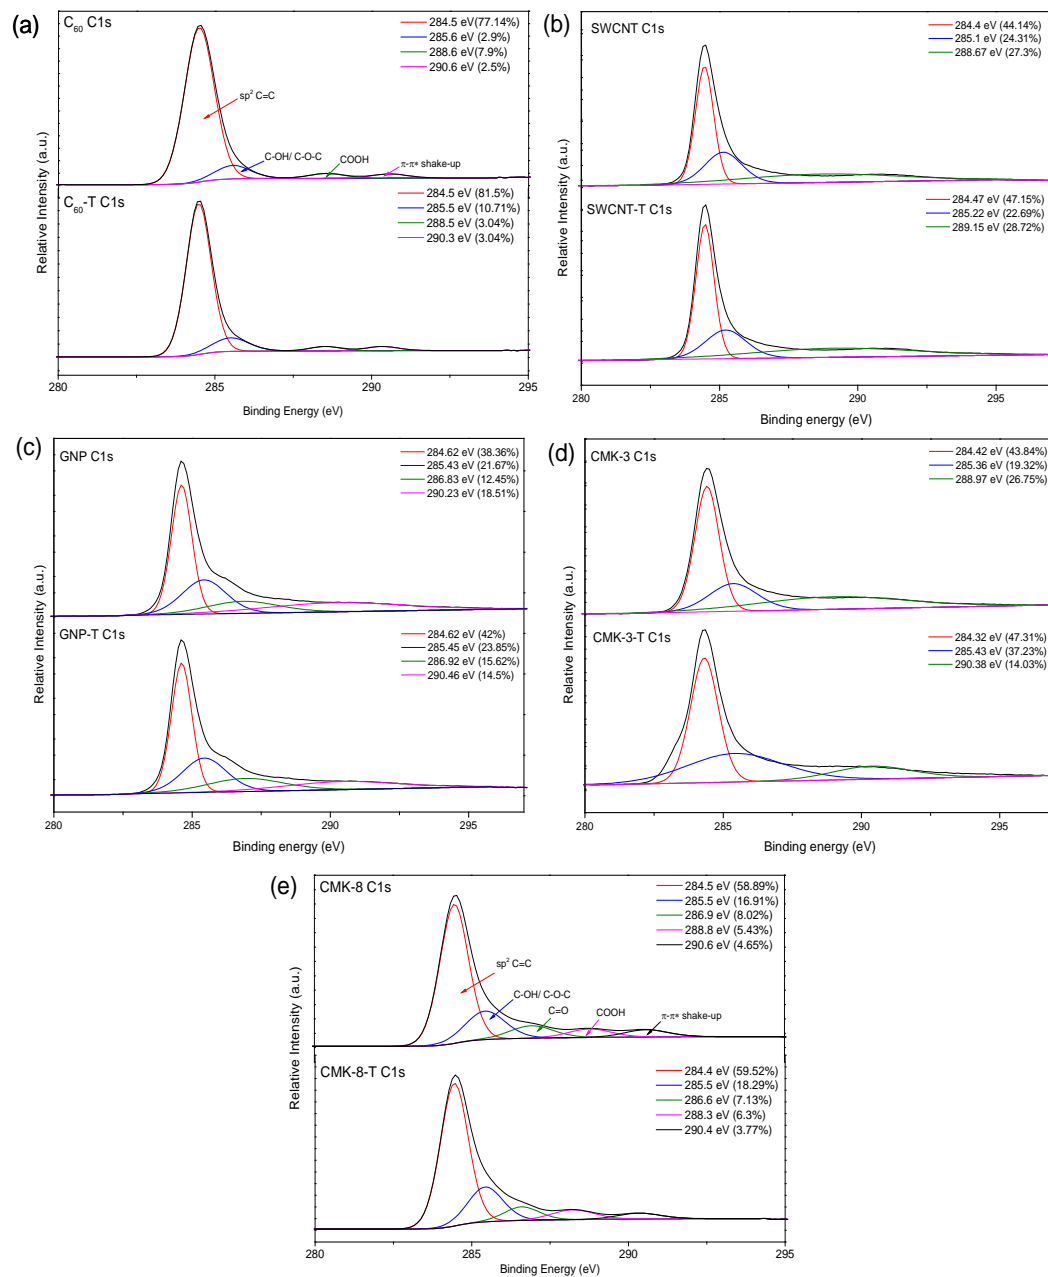 (a)
C60 C1s
284.5 eV(77.14%)
285.6 eV (2.9%)
288.6 eV (7.9%)
290.6 eV (2.5%)
sp2 C=C
C-OH/ C-O-C
COOH
π-π* shake-up
C60-T C1s
284.5 eV (81.5%)
285.5 eV (10.71%)
288.5 eV (3.04%)
290.3 eV (3.04%)
Relative Intensity (a.u.)
280
285
290
295
Binding Energy (eV)
(b)
SWCNT C1s
284.4 eV (44.14%)
285.1 eV (24.31%)
288.67 eV (27.3%)
SWCNT-T C1s
284.47 eV (47.15%)
285.22 eV (22.69%)
289.15 eV (28.72%)
Relative Intensity (a.u.)
280
285
290
295
Binding energy (eV)
(c)
GNP C1s
284.62 eV (38.36%)
285.43 eV (21.67%)
286.83 eV (12.45%)
290.23 eV (18.51%)
GNP-T C1s
284.62 eV (42%)
285.45 eV (23.85%)
286.92 eV (15.62%)
290.46 eV (14.5%)
Relative Intensity (a.u.)
280
285
290
295
Binding energy (eV)
(d)
CMK-3 C1s
284.42 eV (43.84%)
285.36 eV (19.32%)
288.97 eV (26.75%)
CMK-3-T C1s
284.32 eV (47.31%)
285.43 eV (37.23%)
290.38 eV (14.03%)
Relative Intensity (a.u.)
280
285
290
295
Binding energy (eV)
(e)
CMK-8 C1s
284.5 eV (58.89%)
285.5 eV (16.91%)
286.9 eV (8.02%)
288.8 eV (5.43%)
290.6 eV (4.65%)
sp2 C=C
C-OH/ C-O-C
C=O
COOH
π-π* shake-up
CMK-8-T C1s
284.4 eV (59.52%)
285.5 eV (18.29%)
286.6 eV (7.13%)
288.3 eV (6.3%)
290.4 eV (3.77%)
Relative Intensity (a.u.)
280
285
290
295
Binding Energy (eV)